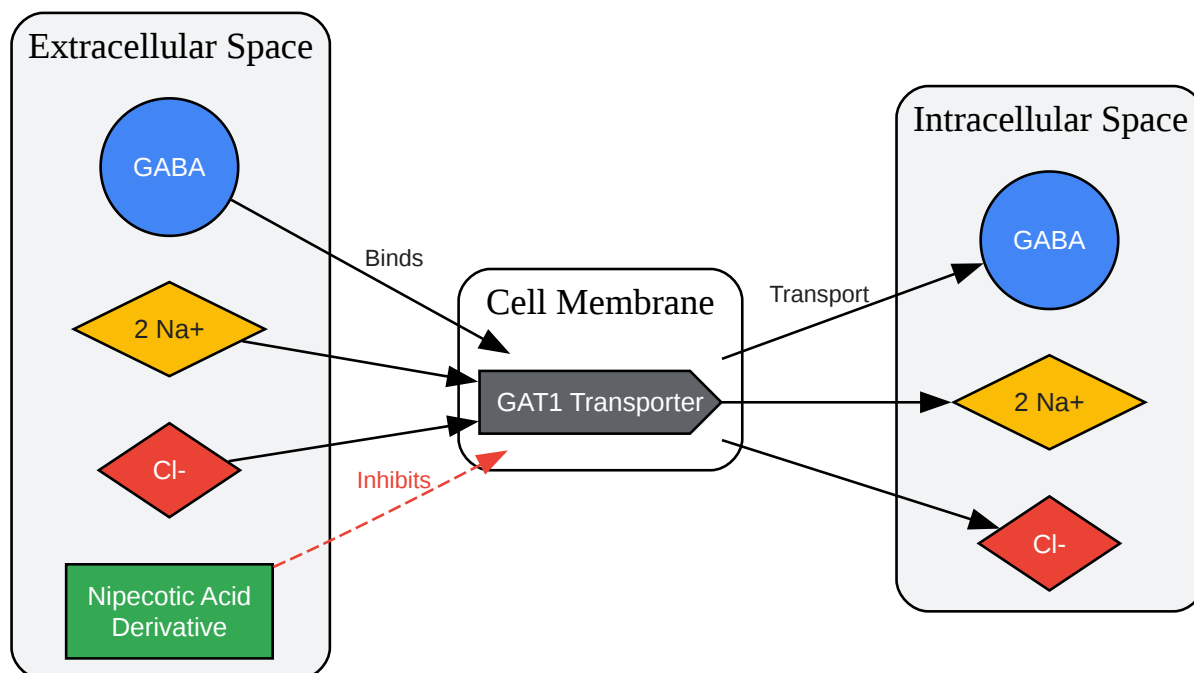 Extracellular Space
GABA
2 Na+
Cl-
Nipecotic Acid
Derivative
Binds
Inhibits
Cell Membrane
GAT1 Transporter
Transport
Intracellular Space
GABA
2 Na+
Cl-